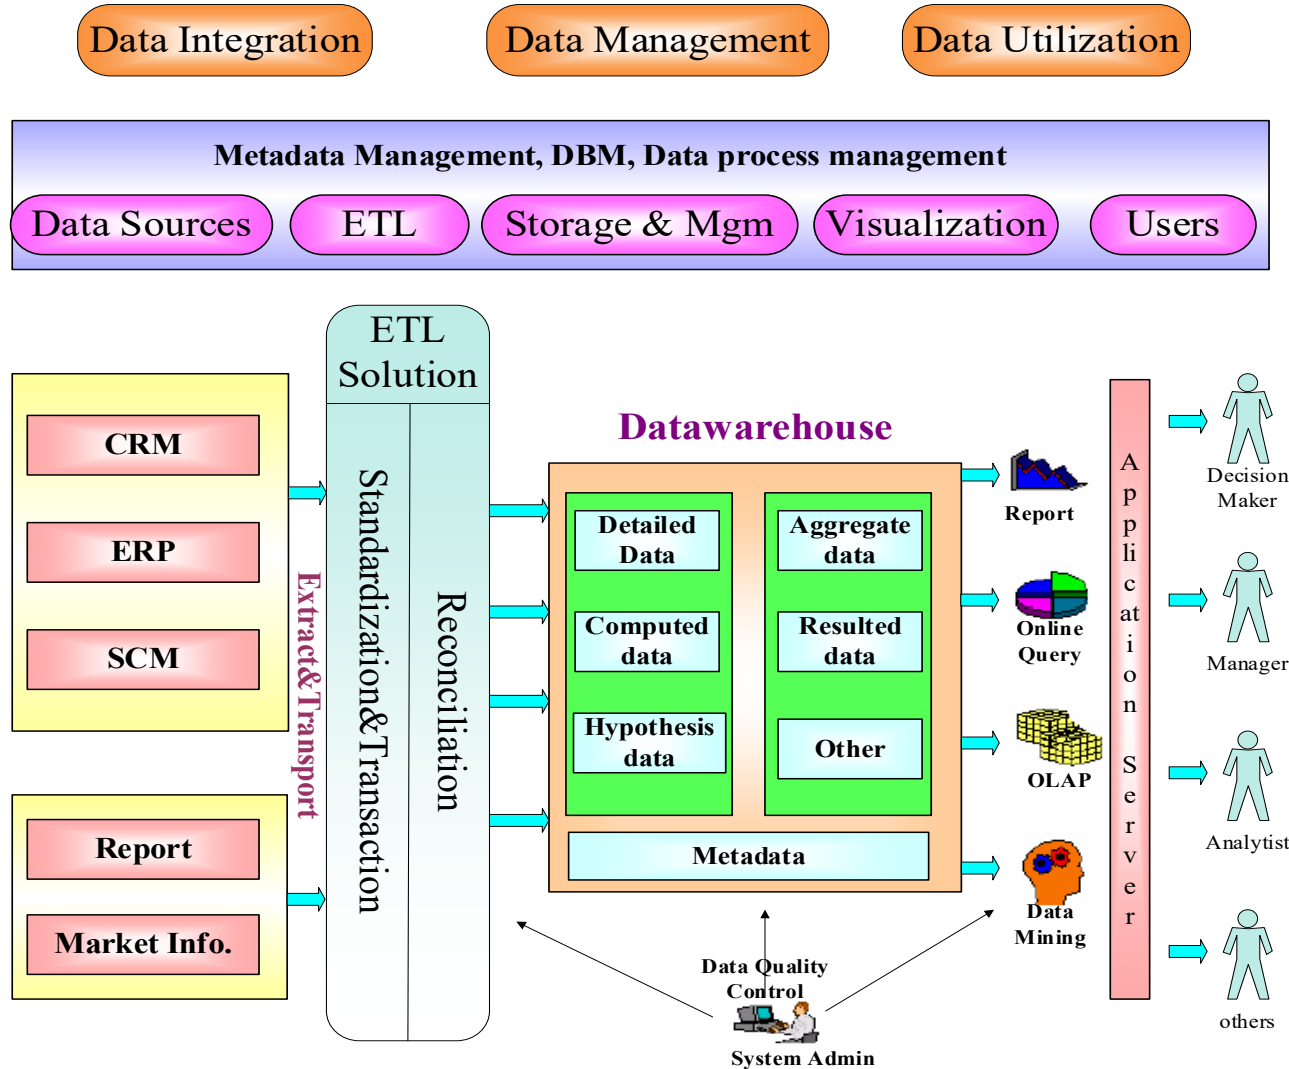 Data Integration
Data Management
Data Utilization
Metadada Management, DBM, Data process management
Data Sources
ETL
Storage & Mgm
Visualization
Users
ETL
Solution
CRM
ERP
SCM
Report
Market Info.
Extract&Transport
Standardization&Transaction
Reconciliation
Datawarehouse
Detailed
Data
Computed
data
Hypothesis
data
Aggregate
data
Resulted
data
Other
Metadata
Report
Online
Query
OLAP
Data
Mining
Application Server
Decision
Maker
Manager
Analytist
others
Data Quality
Control
System Admin